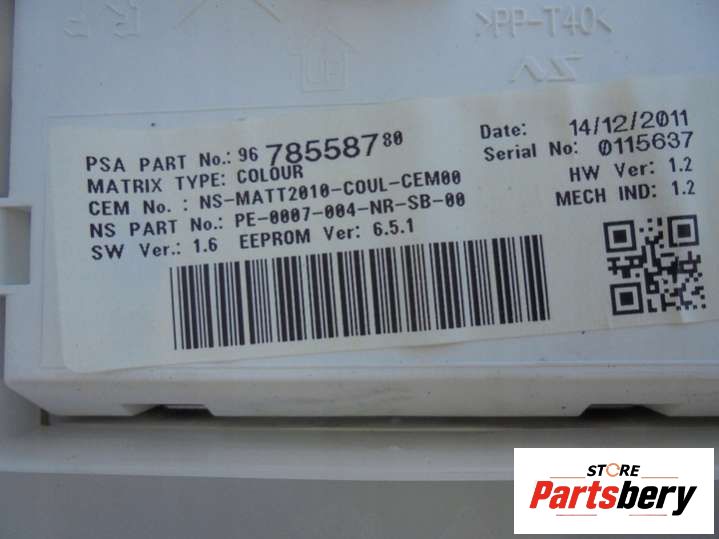 >PP-T40<
PSA PART No.: 96 785587 80
MATRIX TYPE: COLOUR
CEM No. : NS-MATT2010-COUL-CEM00
NS PART No.: PE-0007-004-NR-SB-00
SW Ver.: 1.6 EEPROM Ver: 6.5.1
Date: 14/12/2011
Serial No: 0115637
HW Ver: 1.2
MECH IND: 1.2
STORE
Partsbery